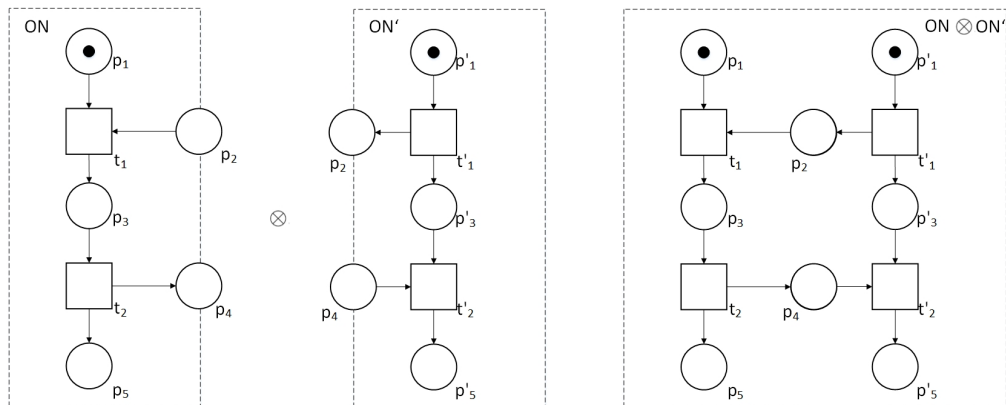 ON
p₁
p₂
t₁
p₃
t₂
p₄
p₅
⊗
ON‘
p'₁
p₂
t'₁
p'₃
p₄
t'₂
p'₅
ON ⊗ ON‘
p₁
p'₁
t₁
p₂
t'₁
p₃
p'₃
t₂
p₄
t'₂
p₅
p'₅